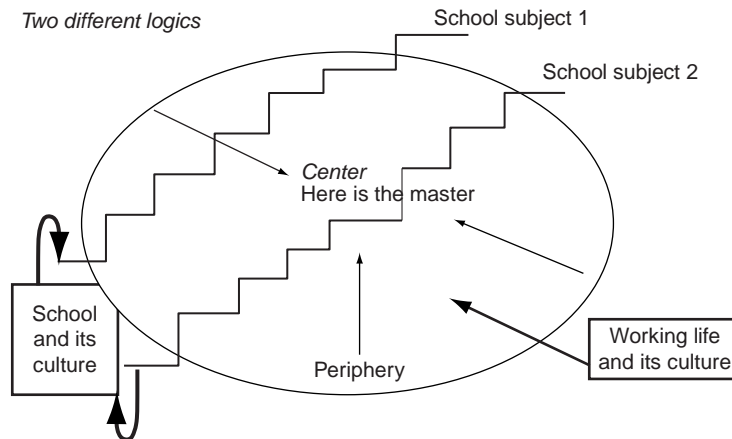 Two different logics
School subject 1
School subject 2
Center
Here is the master
School
and its
culture
Periphery
Working life
and its culture